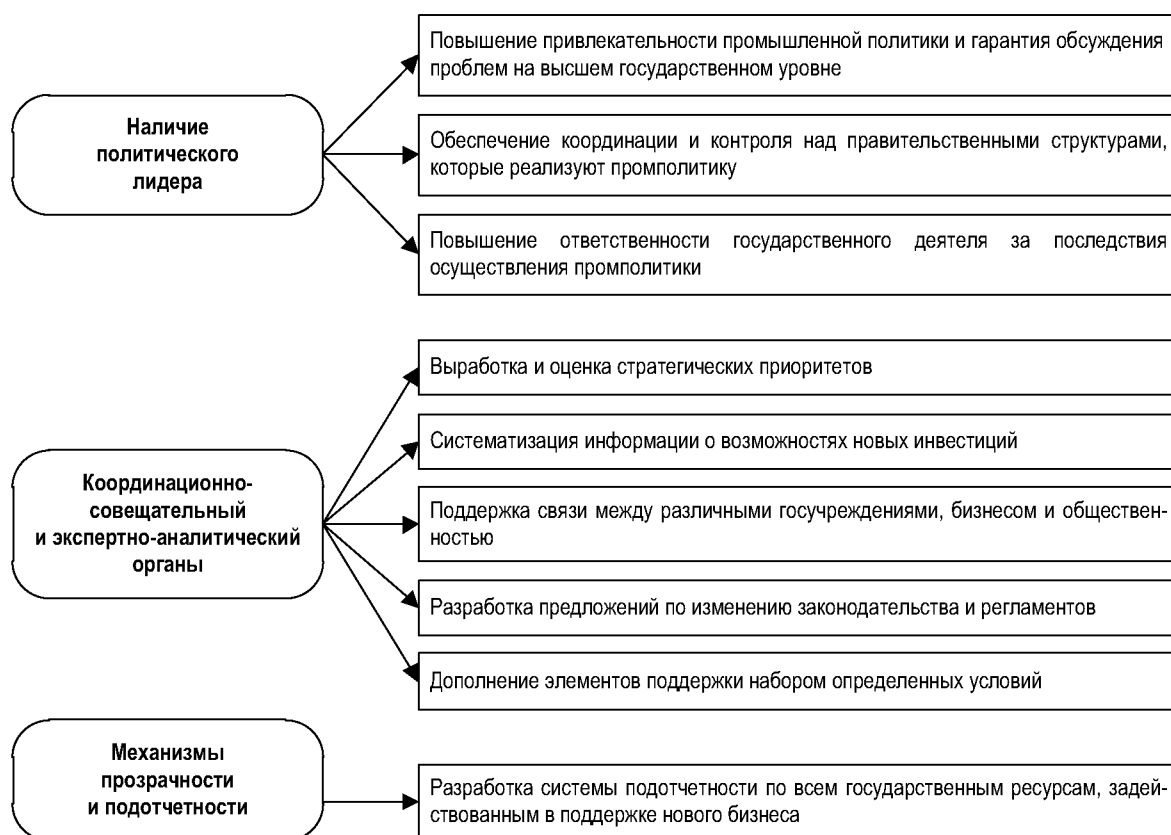 Наличие
политического
лидера
Повышение привлекательности промышленной политики и гарантия обсуждения
проблем на высшем государственном уровне
Обеспечение координации и контроля над правительственными структурами,
которые реализуют промполитику
Повышение ответственности государственного деятеля за последствия
осуществления промполитики
Координационно-
совещательный
и экспертно-аналитический
органы
Выработка и оценка стратегических приоритетов
Систематизация информации о возможностях новых инвестиций
Поддержка связи между различными госучреждениями, бизнесом и обществен-
ностью
Разработка предложений по изменению законодательства и регламентов
Дополнение элементов поддержки набором определенных условий
Механизмы
прозрачности
и подотчетности
Разработка системы подотчетности по всем государственным ресурсам, задей-
ствованным в поддержке нового бизнеса